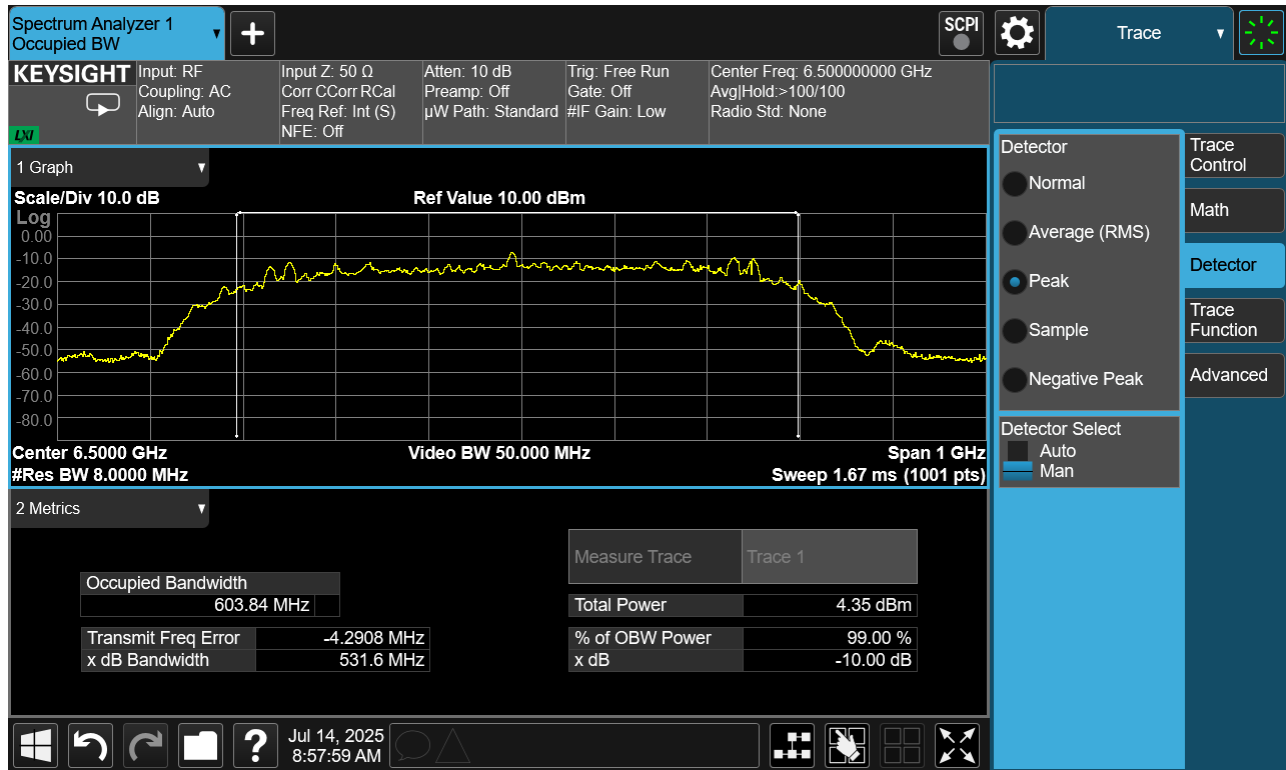 Spectrum Analyzer 1
Occupied BW
+
SCPI
Trace
KEYSIGHT
LXI
Input: RF
Coupling: AC
Align: Auto
Input Z: 50 Ω
Corr CCorr RCal
Freq Ref: Int (S)
NFE: Off
Atten: 10 dB
Preamp: Off
µW Path: Standard
Trig: Free Run
Gate: Off
#IF Gain: Low
Center Freq: 6.500000000 GHz
Avg|Hold:>100/100
Radio Std: None
1 Graph
Scale/Div 10.0 dB
Ref Value 10.00 dBm
Log
0.00
-10.0
-20.0
-30.0
-40.0
-50.0
-60.0
-70.0
-80.0
Center 6.5000 GHz
#Res BW 8.0000 MHz
Video BW 50.000 MHz
Span 1 GHz
Sweep 1.67 ms (1001 pts)
2 Metrics
Measure Trace Trace 1
Occupied Bandwidth
603.84 MHz
Total Power 4.35 dBm
Transmit Freq Error -4.2908 MHz
% of OBW Power 99.00 %
x dB Bandwidth 531.6 MHz
x dB -10.00 dB
Detector
Normal
Average (RMS)
Peak
Sample
Negative Peak
Detector Select
Auto
Man
Trace
Control
Math
Detector
Trace
Function
Advanced
?
Jul 14, 2025
8:57:59 AM